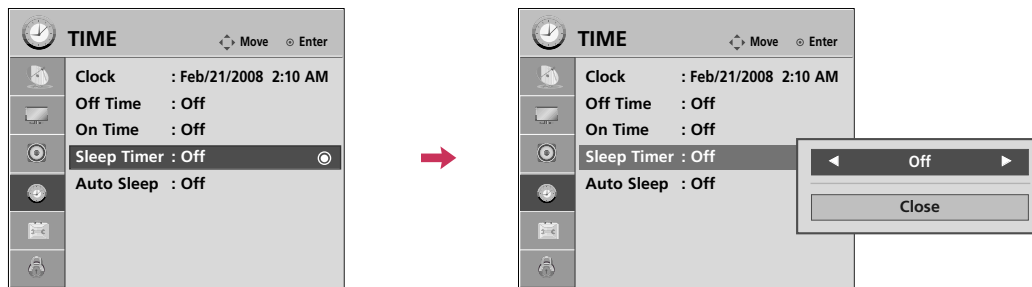 TIME Move Enter
Clock : Feb/21/2008 2:10 AM
Off Time : Off
On Time : Off
Sleep Timer : Off
Auto Sleep : Off
TIME Move Enter
Clock : Feb/21/2008 2:10 AM
Off Time : Off
On Time : Off
Sleep Timer : Off
Auto Sleep : Off
Off
Close